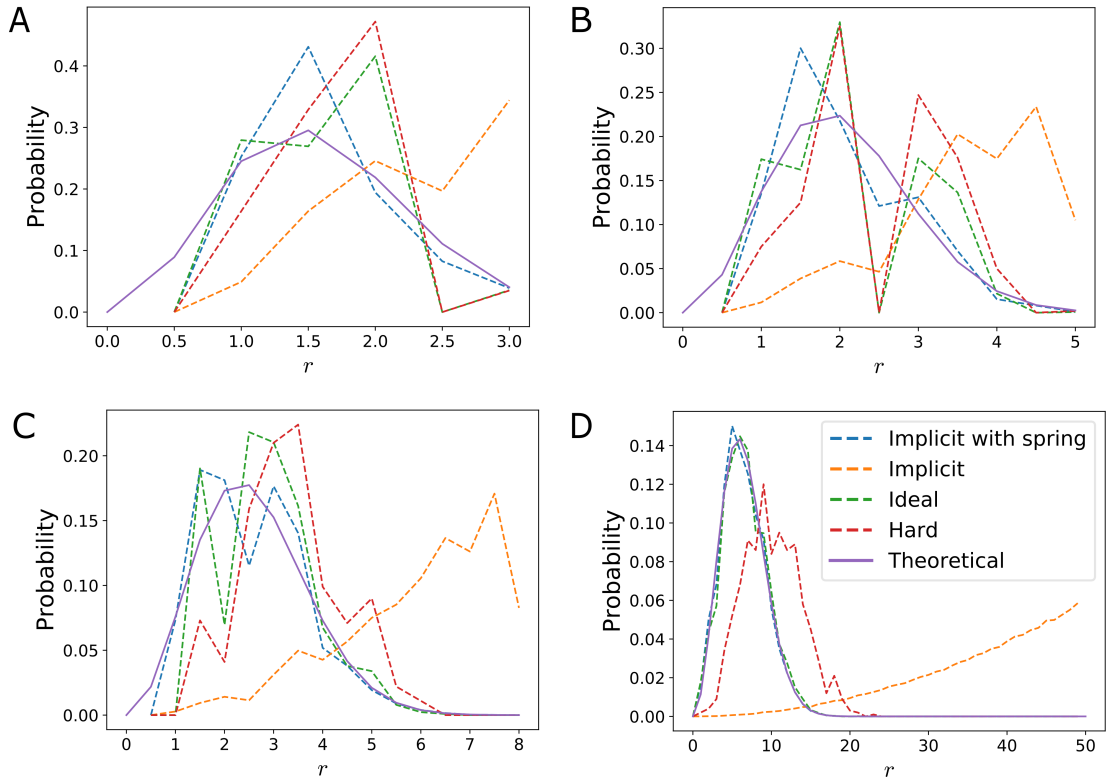 A
Probability
0.4
0.3
0.2
0.1
0.0
0.0 0.5 1.0 1.5 2.0 2.5 3.0
r
B
Probability
0.30
0.25
0.20
0.15
0.10
0.05
0.00
0 1 2 3 4 5
r
C
Probability
0.20
0.15
0.10
0.05
0.00
0 1 2 3 4 5 6 7 8
r
D
Probability
0.14
0.12
0.10
0.08
0.06
0.04
0.02
0.00
0 10 20 30 40 50
r
Implicit with spring
Implicit
Ideal
Hard
Theoretical